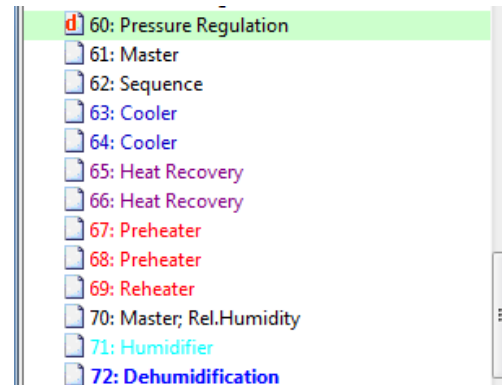 d 60: Pressure Regulation
61: Master
62: Sequence
63: Cooler
64: Cooler
65: Heat Recovery
66: Heat Recovery
67: Preheater
68: Preheater
69: Reheater
70: Master; Rel.Humidity
71: Humidifier
72: Dehumidification